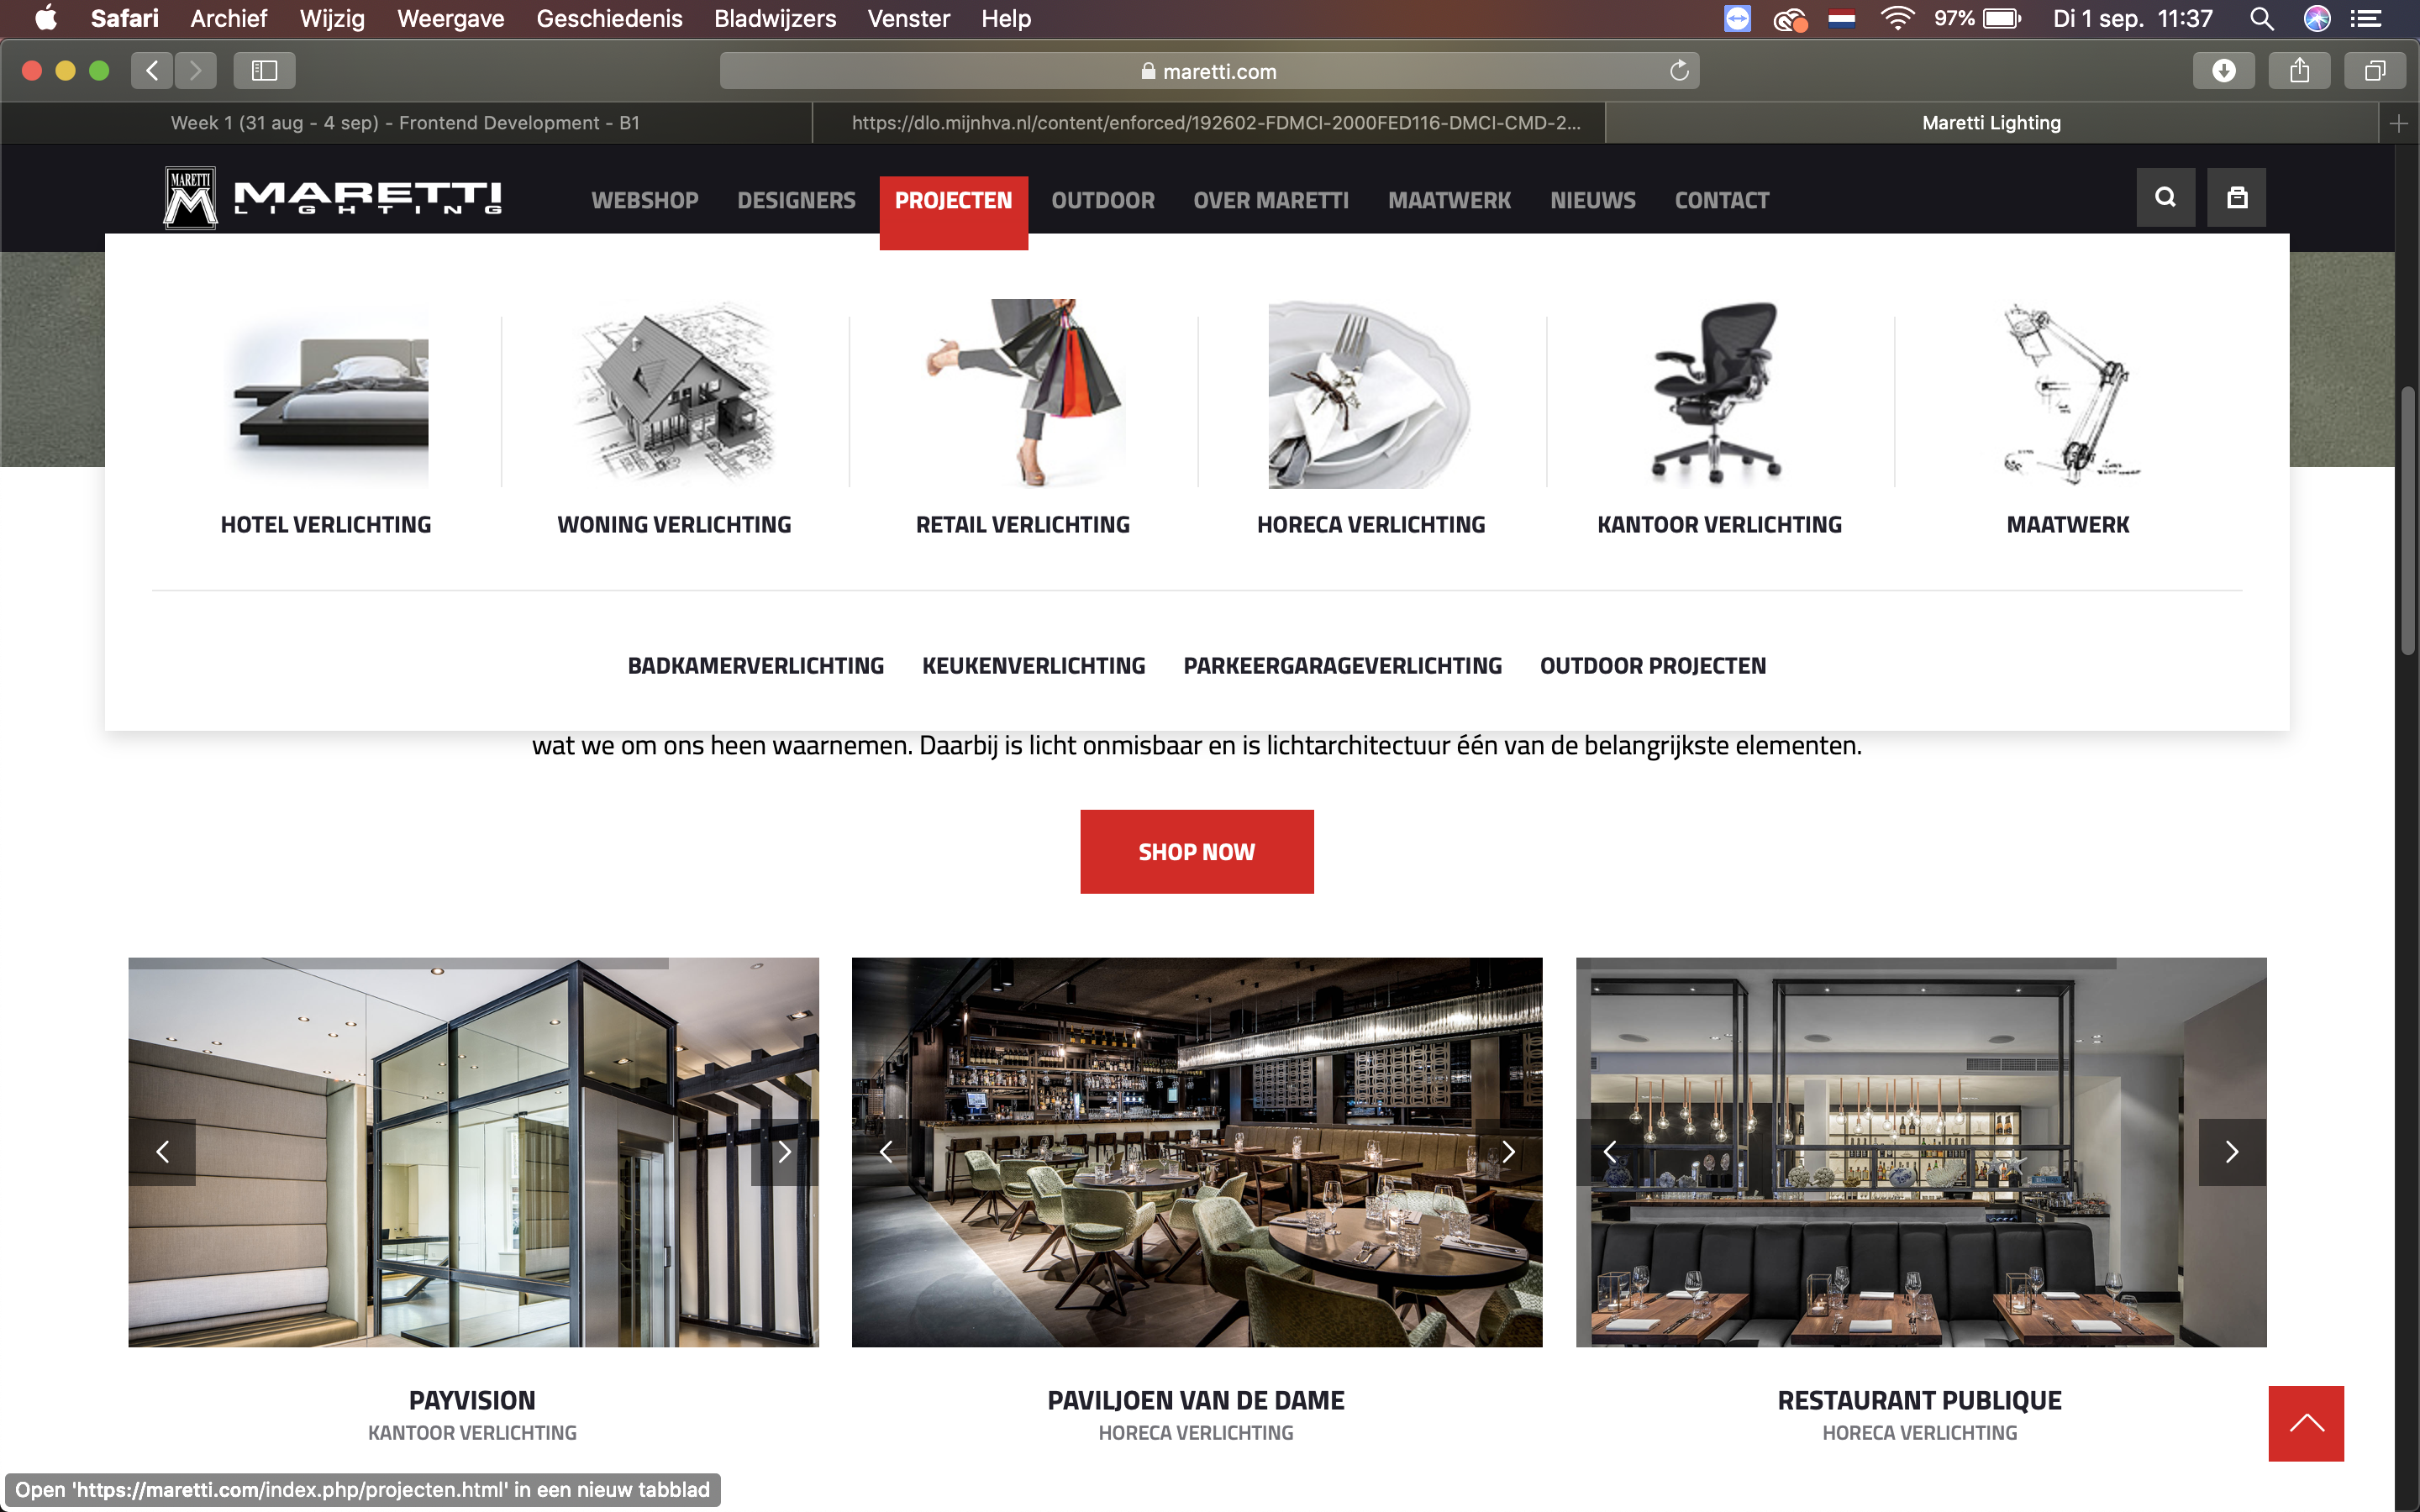 Safari Archief Wijzig Weergave Geschiedenis Bladwijzers Venster Help 97% Di 1 sep. 11:37
maretti.com
Week 1 (31 aug - 4 sep) - Frontend Development - B1
https://dlo.mijnhva.nl/content/enforced/192602-FDMCI-2000FED116-DMCI-CMD-2...
Maretti Lighting
MARETTI
M
MARETTI
LIGHTING
WEBSHOP DESIGNERS PROJECTEN OUTDOOR OVER MARETTI MAATWERK NIEUWS CONTACT
HOTEL VERLICHTING WONING VERLICHTING RETAIL VERLICHTING HORECA VERLICHTING KANTOOR VERLICHTING MAATWERK
BADKAMERVERLICHTING KEUKENVERLICHTING PARKEERGARAGEVERLICHTING OUTDOOR PROJECTEN
wat we om ons heen waarnemen. Daarbij is licht onmisbaar en is lichtarchitectuur één van de belangrijkste elementen.
SHOP NOW
PAYVISION
KANTOOR VERLICHTING
PAVILJOEN VAN DE DAME
HORECA VERLICHTING
RESTAURANT PUBLIQUE
HORECA VERLICHTING
Open 'https://maretti.com/index.php/projecten.html' in een nieuw tabblad